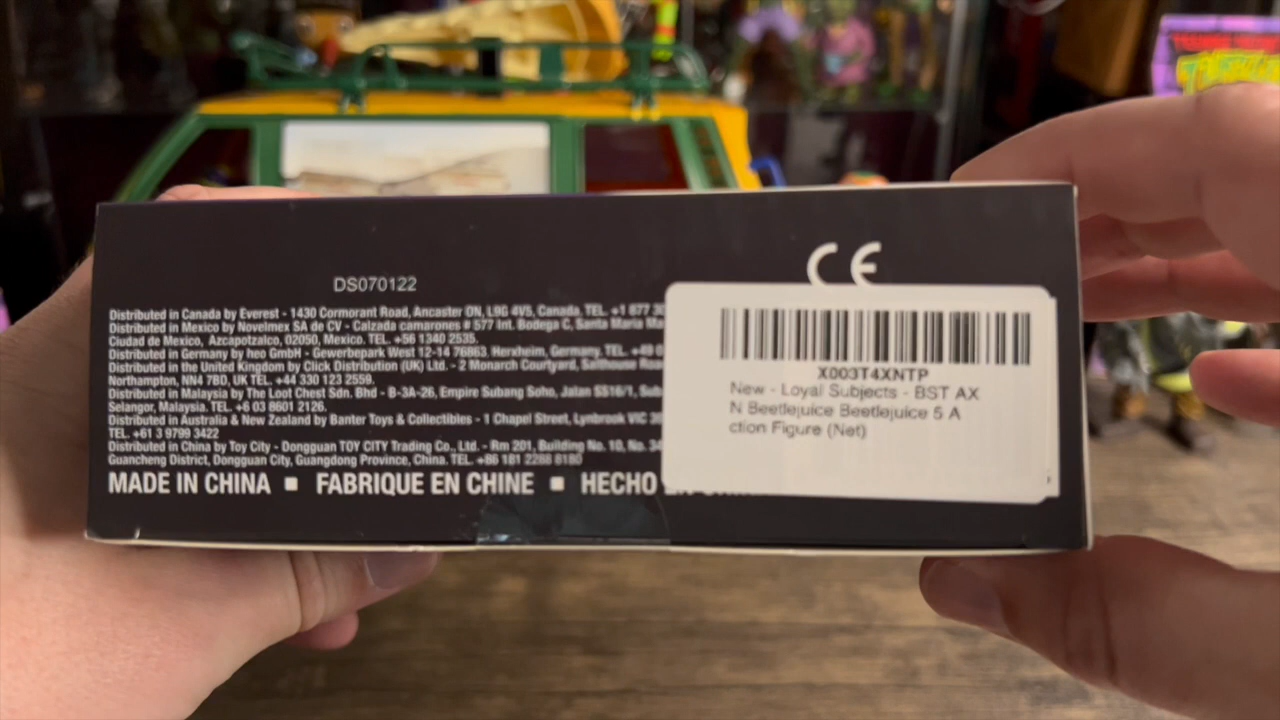 CE
DS070122
Distributed in Canada by Everest - 1430 Cormorant Road, Ancaster ON, L9G 4V5, Canada. TEL. +1 877
Distributed in Mexico by Novelmex SA de CV - Calzada camarones # 577 Int. Bodega C, Santa Maria
Ciudad de Mexico, Azcapotzalco, 02050, Mexico. TEL. +56 1340 2535.
Distributed in Germany by heo GmbH - Gewerbepark West 12-14 76863, Herxheim, Germany. TEL.
Distributed in the United Kingdom by Click Distribution (UK) Ltd. - 2 Monarch Courtyard, Salthouse
Northampton, NN4 7BD, UK TEL. +44 330 123 2559.
Distributed in Malaysia by The Loot Chest Sdn. Bhd - B-3A-26, Empire Subang Soho, Jalan SS16/1,
Selangor, Malaysia. TEL. +6 03 8601 2126.
Distributed in Australia & New Zealand by Banter Toys & Collectibles - 1 Chapel Street, Lynbrook VIC
TEL. +61 3 9799 3422
Distributed in China by Toy City - Dongguan TOY CITY Trading Co., Ltd. - Rm 201, Building No. 10, No.
Guancheng District, Dongguan City, Guangdong Province, China. TEL. +86 181 2268 8180
MADE IN CHINA ■ FABRIQUE EN CHINE ■ HECHO
X003T4XNTP
New - Loyal Subjects - BST AX
N Beetlejuice Beetlejuice 5 A
ction Figure (Net)